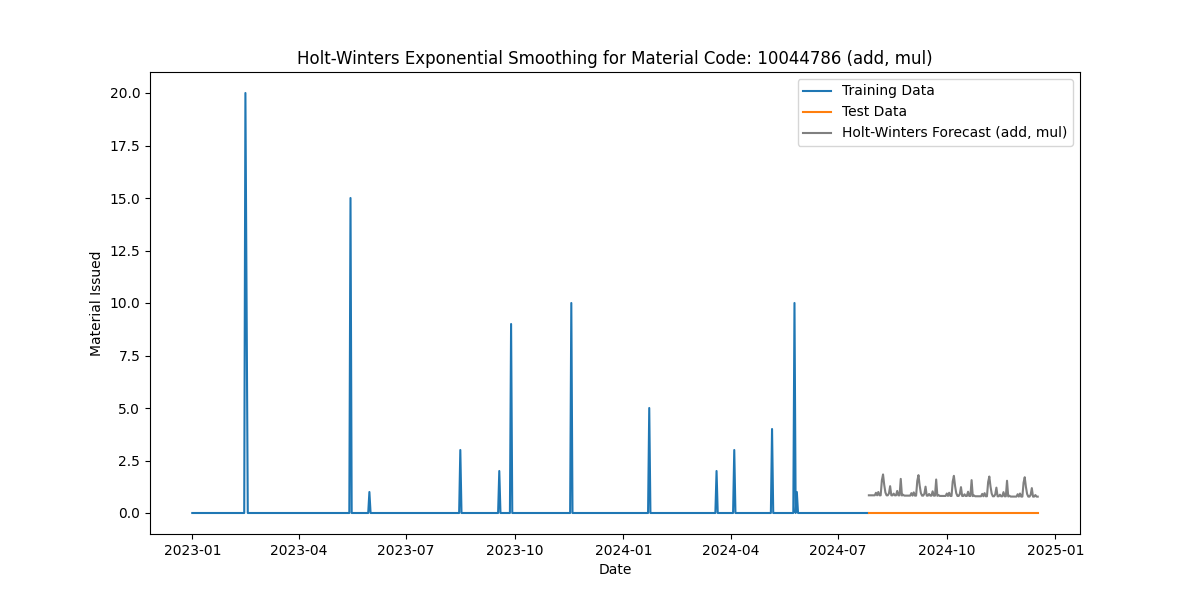 Holt-Winters Exponential Smoothing for Material Code: 10044786 (add, mul)
Training Data
Test Data
Holt-Winters Forecast (add, mul)
Material Issued
20.0
17.5
15.0
12.5
10.0
7.5
5.0
2.5
0.0
2023-01 2023-04 2023-07 2023-10 2024-01 2024-04 2024-07 2024-10 2025-01
Date